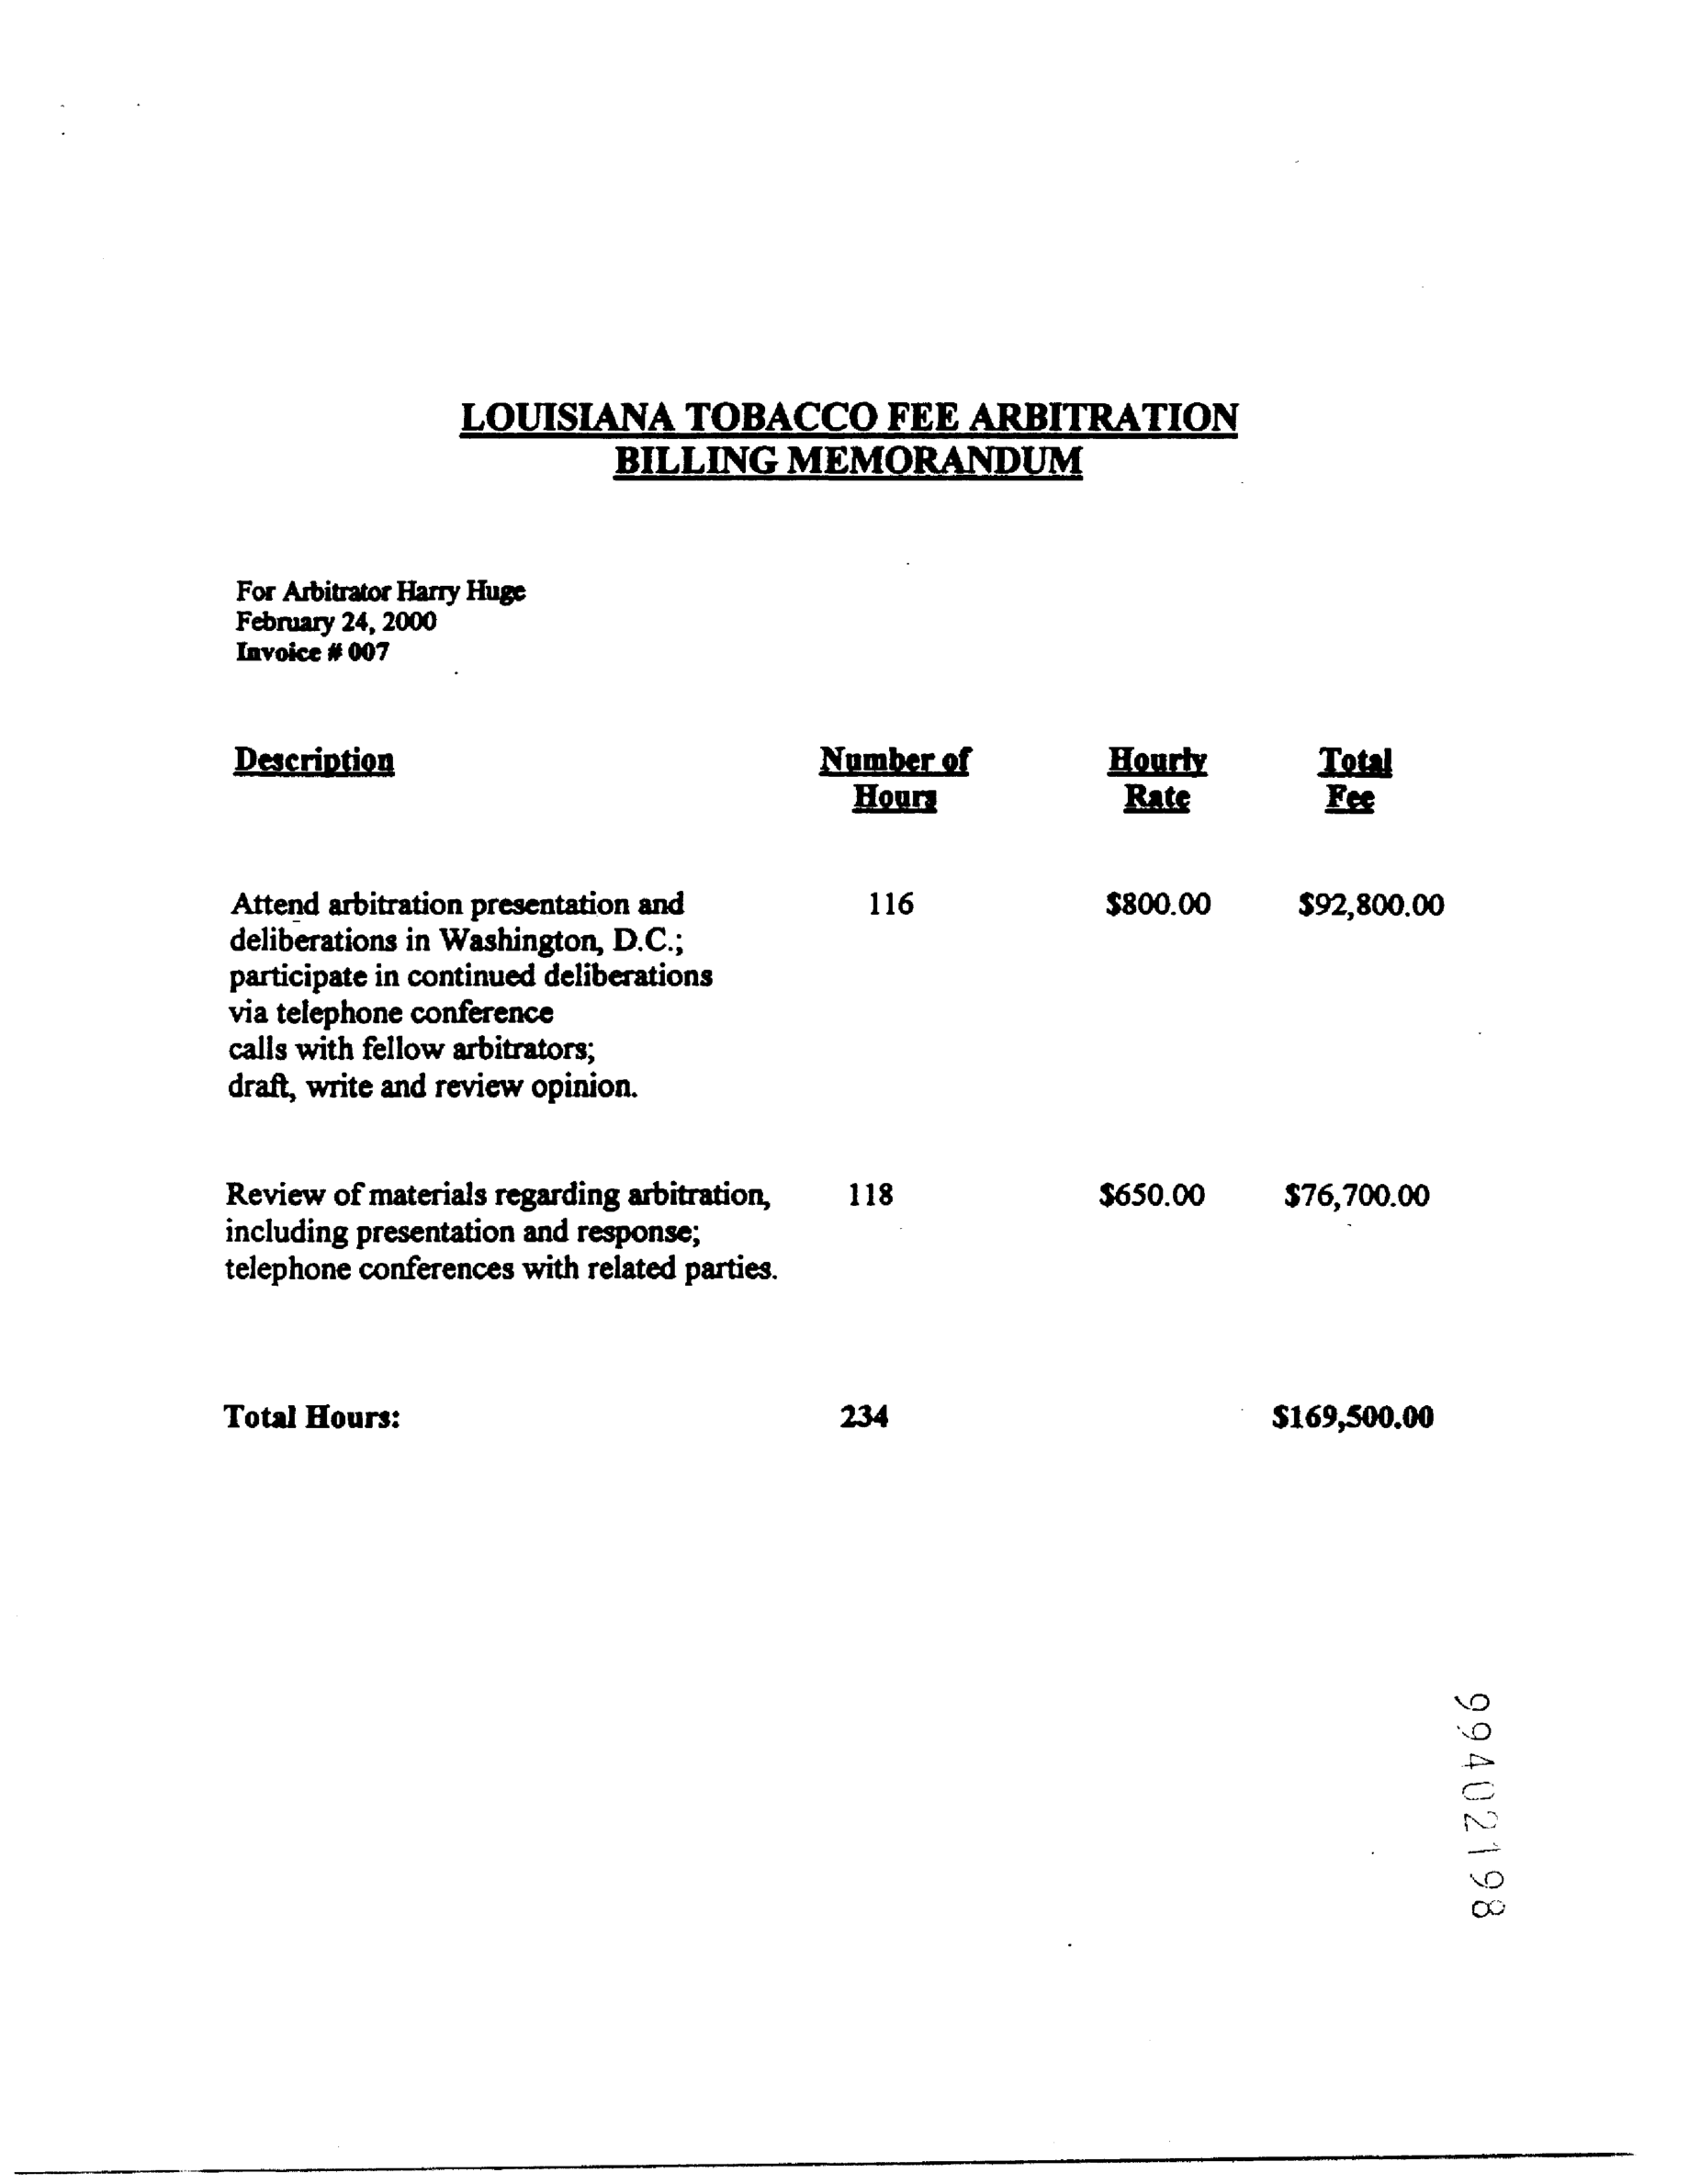 LOUISIANA TOBACCO FEE ARBITRATION
BILLING MEMORANDUM
For Arbitrator Harry Huge
February 24, 2000
Invoice # 007
Description Number of Hourly Total
Hours Rate Fee
Attend arbitration presentation and 116 $800.00 $92,800.00
deliberations in Washington, D.C.;
participate in continued deliberations
via telephone conference
calls with fellow arbitrators;
draft, write and review opinion.
Review of materials regarding arbitration, 118 $650.00 $76,700.00
including presentation and response;
telephone conferences with related parties.
Total Hours: 234 $169,500.00
99402198